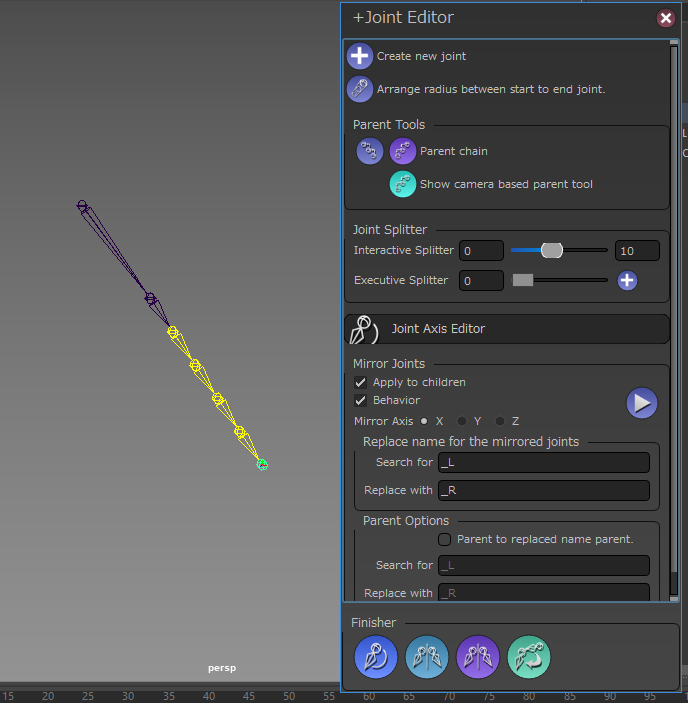 +Joint Editor
Create new joint
Arrange radius between start to end joint.
Parent Tools
Parent chain
Show camera based parent tool
Joint Splitter
Interactive Splitter 0 10
Executive Splitter 0
Joint Axis Editor
Mirror Joints
Apply to children
Behavior
Mirror Axis X Y Z
Replace name for the mirrored joints
Search for _L
Replace with _R
Parent Options
Parent to replaced name parent.
Search for _L
Replace with _R
Finisher
persp
15 20 25 30 35 40 45 50 55 60 65 70 75 80 85 90 95